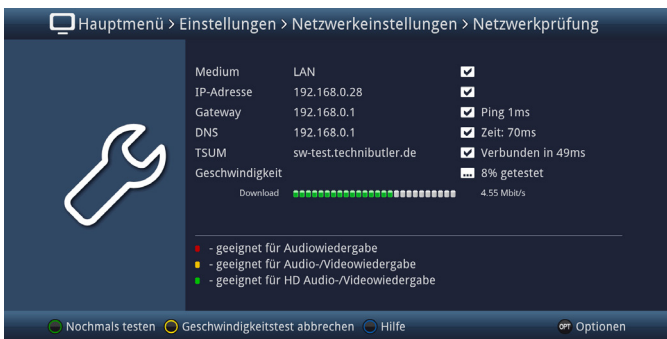 Hauptmenü > Einstellungen > Netzwerkeinstellungen > Netzwerkprüfung
Medium LAN
IP-Adresse 192.168.0.28
Gateway 192.168.0.1 Ping 1ms
DNS 192.168.0.1 Zeit: 70ms
TSUM sw-test.technibutler.de Verbunden in 49ms
Geschwindigkeit ... 8% getestet
Download 4.55 Mbit/s
- geeignet für Audiowiedergabe
- geeignet für Audio-/Videowiedergabe
- geeignet für HD Audio-/Videowiedergabe
Nochmals testen Geschwindigkeitstest abbrechen Hilfe OPT Optionen